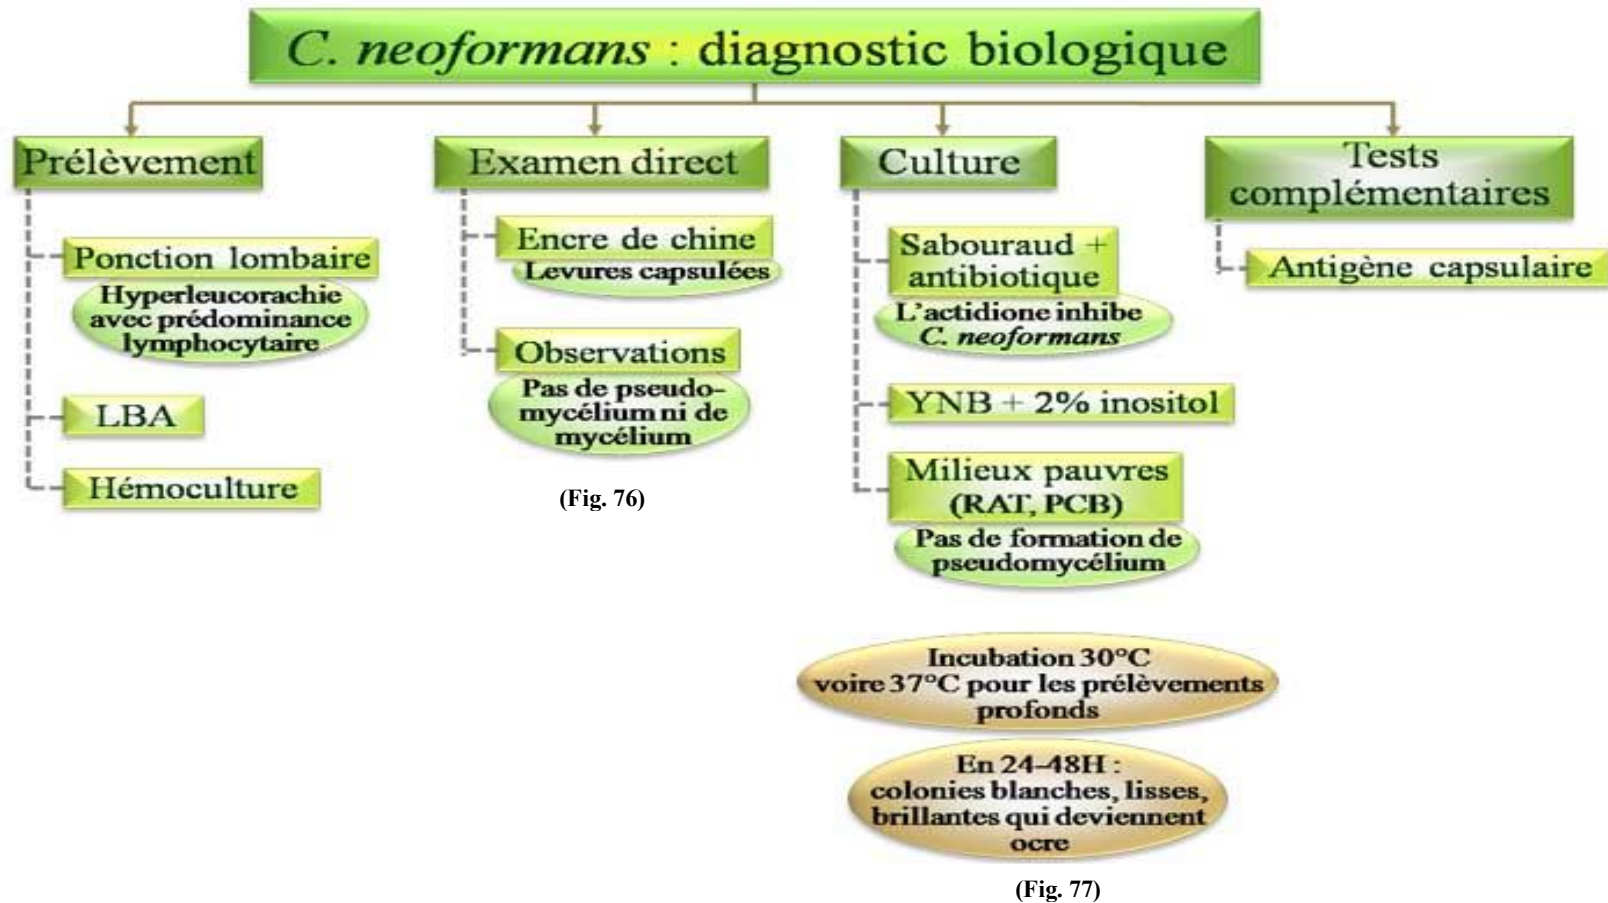 C. neoformans : diagnostic biologique
Prélèvement
Ponction lombaire
Hyperleucorachie
avec prédominance
lymphocytaire
LBA
Hémoculture
Examen direct
Encre de chine
Levures capsulées
Observations
Pas de pseudo-
mycélium ni de
mycélium
(Fig. 76)
Culture
Sabouraud +
antibiotique
L'actidione inhibe
C. neoformans
YNB + 2% inositol
Milieux pauvres
(RAT, PCB)
Pas de formation de
pseudomycélium
Incubation 30°C
voire 37°C pour les prélèvements
profonds
En 24-48H :
colonies blanches, lisses,
brillantes qui deviennent
ocre
(Fig. 77)
Tests
complémentaires
Antigène capsulaire